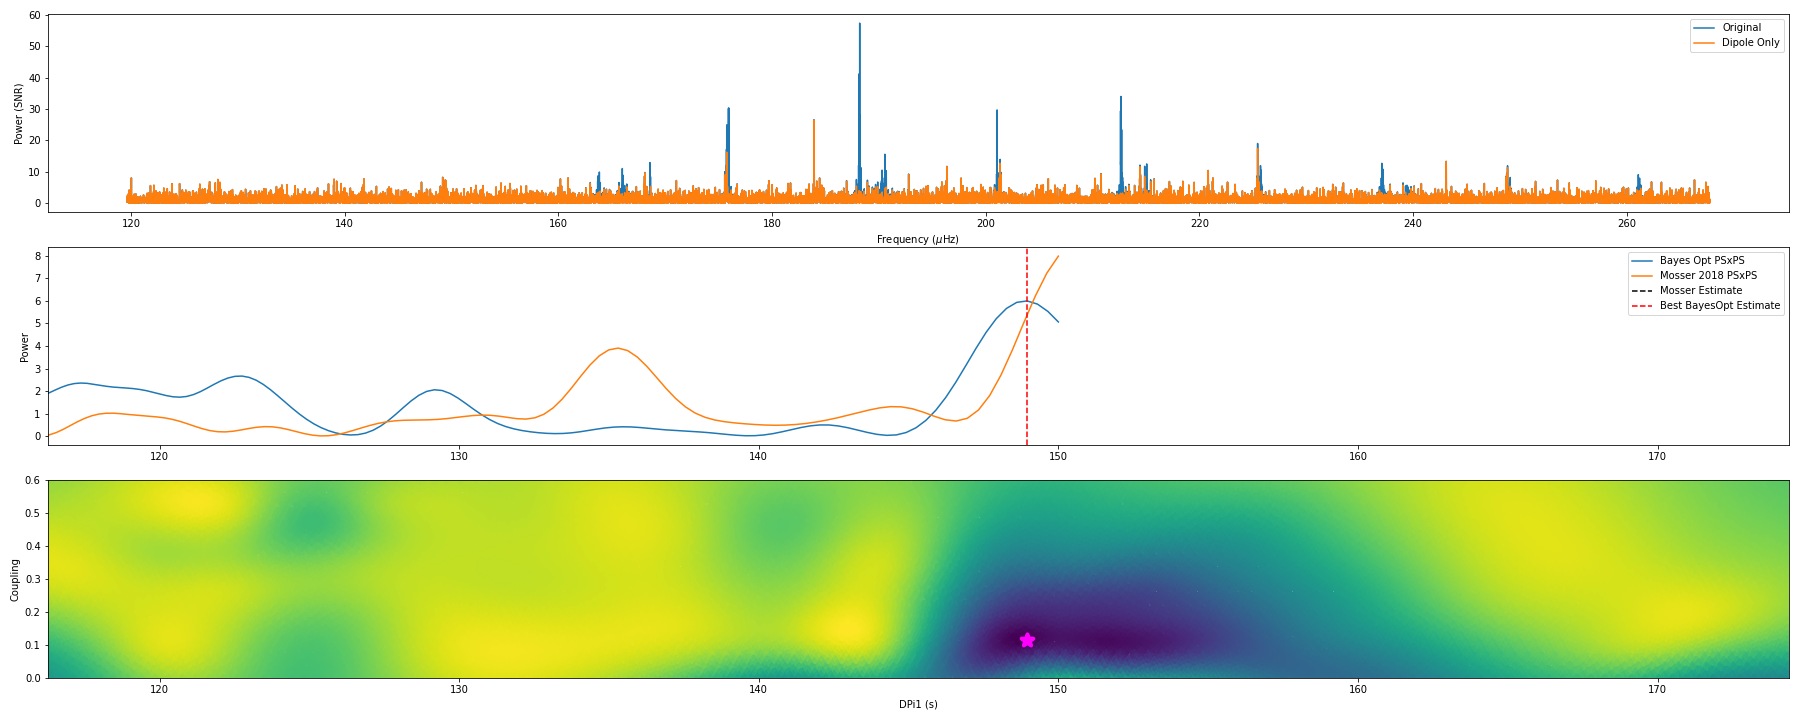 60
50
40
30
20
10
0
Power (SNR)
Original
Dipole Only
120 140 160 180 200 220 240 260
Frequency (μHz)
8
7
6
5
4
3
2
1
0
Power
Bayes Opt PSxPS
Mosser 2018 PSxPS
Mosser Estimate
Best BayesOpt Estimate
120 130 140 150 160 170
0.6
0.5
0.4
0.3
0.2
0.1
0.0
Coupling
120 130 140 150 160 170
DPi1 (s)